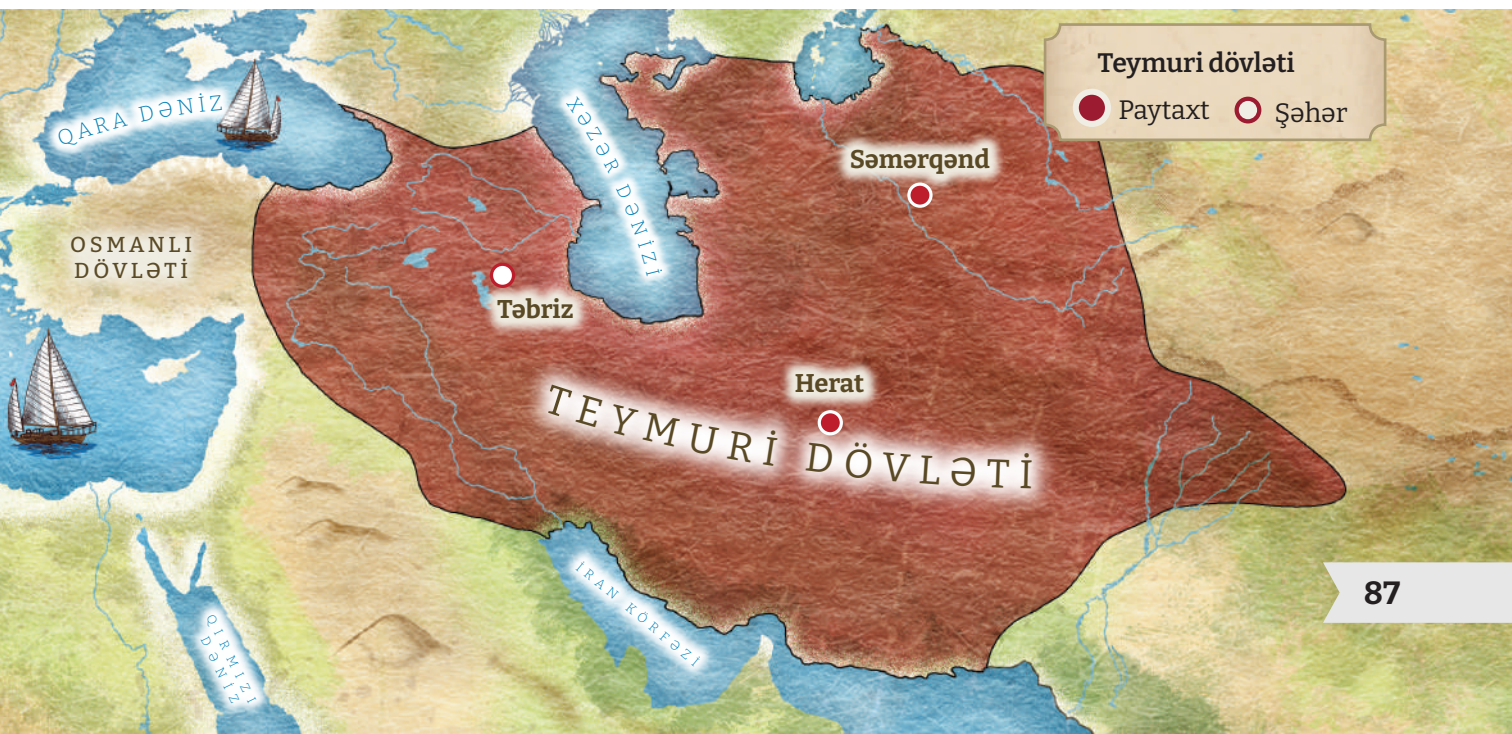 Teymuri dövləti
Paytaxt
Şəhər
QARA DƏNİZ
XƏZƏR DƏNİZİ
Səmərqənd
OSMANLI
DÖVLƏTİ
Təbriz
Herat
TEYMURİ DÖVLƏTİ
İRAN KÖRFƏZİ
QIRMIZI
DƏNİZ
87